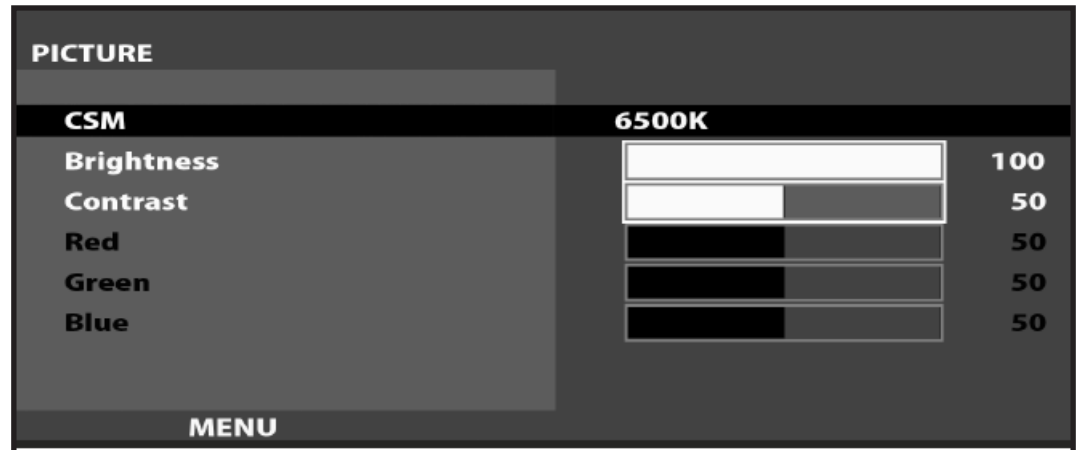 PICTURE
CSM 6500K
Brightness 100
Contrast 50
Red 50
Green 50
Blue 50
MENU